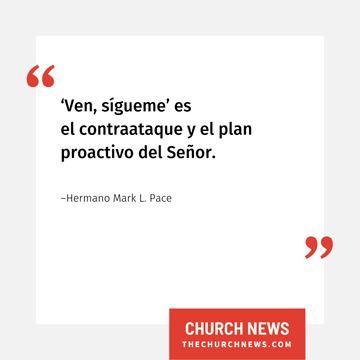 “
‘Ven, sígueme’ es
el contraataque y el plan
proactivo del Señor.
–Hermano Mark L. Pace
”
CHURCH NEWS
THECHURCHNEWS.COM